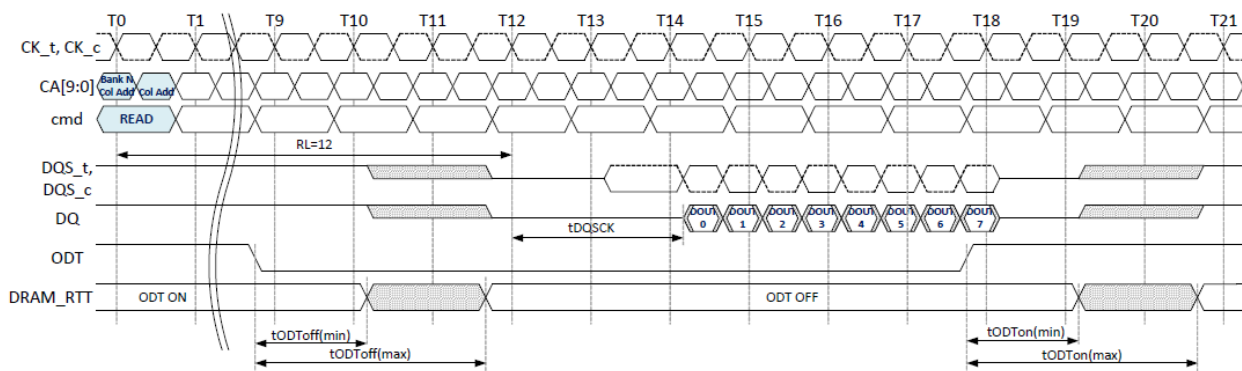 T0 T1 T9 T10 T11 T12 T13 T14 T15 T16 T17 T18 T19 T20 T21
CK_t, CK_c
Bank N
CA[9:0] Col Add Col Add
cmd READ
RL=12
DQS_t,
DQS_c
DQ DOUT DOUT DOUT DOUT DOUT DOUT DOUT DOUT
0 1 2 3 4 5 6 7
tDQSCK
ODT
DRAM_RTT ODT ON ODT OFF
tODToff(min) tODTon(min)
tODToff(max) tODTon(max)